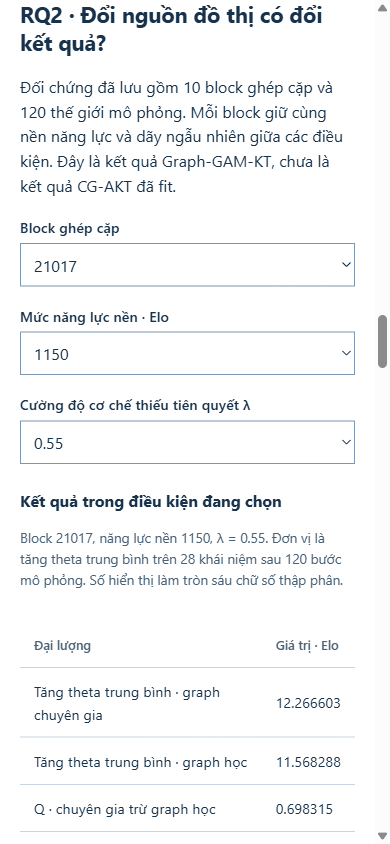 RQ2 · Đổi nguồn đồ thị có đổi
kết quả?
Đối chứng đã lưu gồm 10 block ghép cặp và
120 thế giới mô phỏng. Mỗi block giữ cùng
nền năng lực và dãy ngẫu nhiên giữa các điều
kiện. Đây là kết quả Graph-GAM-KT, chưa là
kết quả CG-AKT đã fit.
Block ghép cặp
21017
Mức năng lực nền · Elo
1150
Cường độ cơ chế thiếu tiên quyết λ
0.55
Kết quả trong điều kiện đang chọn
Block 21017, năng lực nền 1150, λ = 0.55. Đơn vị là
tăng theta trung bình trên 28 khái niệm sau 120 bước
mô phỏng. Số hiển thị làm tròn sáu chữ số thập phân.
Đại lượng Giá trị · Elo
Tăng theta trung bình · graph
chuyên gia 12.266603
Tăng theta trung bình · graph học 11.568288
Q · chuyên gia trừ graph học 0.698315